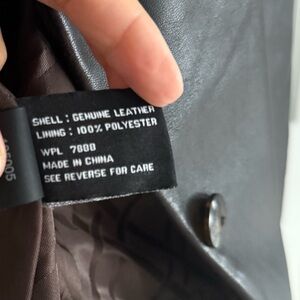 SHELL : GENUINE LEATHER
LINING : 100% POLYESTER
WPL 7880
MADE IN CHINA
SEE REVERSE FOR CARE